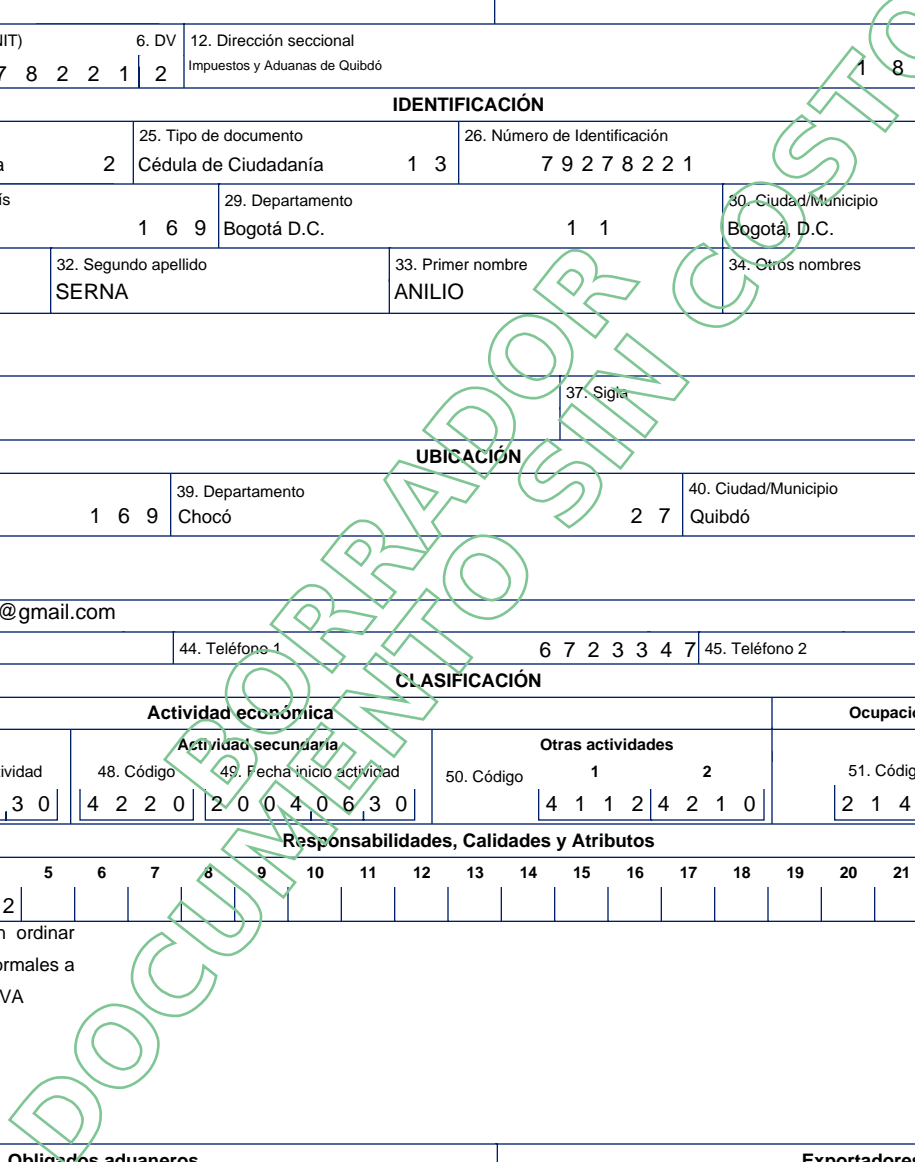 NIT) 6. DV 12. Dirección seccional
7 8 2 2 1 2 Impuestos y Aduanas de Quibdó 1 8
IDENTIFICACIÓN
25. Tipo de documento 26. Número de Identificación
a 2 Cédula de Ciudadanía 1 3 7 9 2 7 8 2 2 1
ís 29. Departamento 30. Ciudad/Municipio
1 6 9 Bogotá D.C. 1 1 Bogotá, D.C.
32. Segundo apellido 33. Primer nombre 34. Otros nombres
SERNA ANILIO
37. Sigla
UBICACIÓN
39. Departamento 40. Ciudad/Municipio
1 6 9 Chocó 2 7 Quibdó
@gmail.com
44. Teléfono 1 6 7 2 3 3 4 7 45. Teléfono 2
CLASIFICACIÓN
Actividad económica Ocupació
Actividad secundaria Otras actividades
ividad 48. Código 49. Fecha inicio actividad 50. Código 1 2 51. Códig
3 0 4 2 2 0 2 0 0 4 0 6 3 0 4 1 1 2 4 2 1 0 2 1 4
Responsabilidades, Calidades y Atributos
5 6 7 8 9 10 11 12 13 14 15 16 17 18 19 20 21
2
n ordinar
ormales a
VA
Obligados aduaneros Exportadores
BORRADOR
DOCUMENTO SIN COSTO